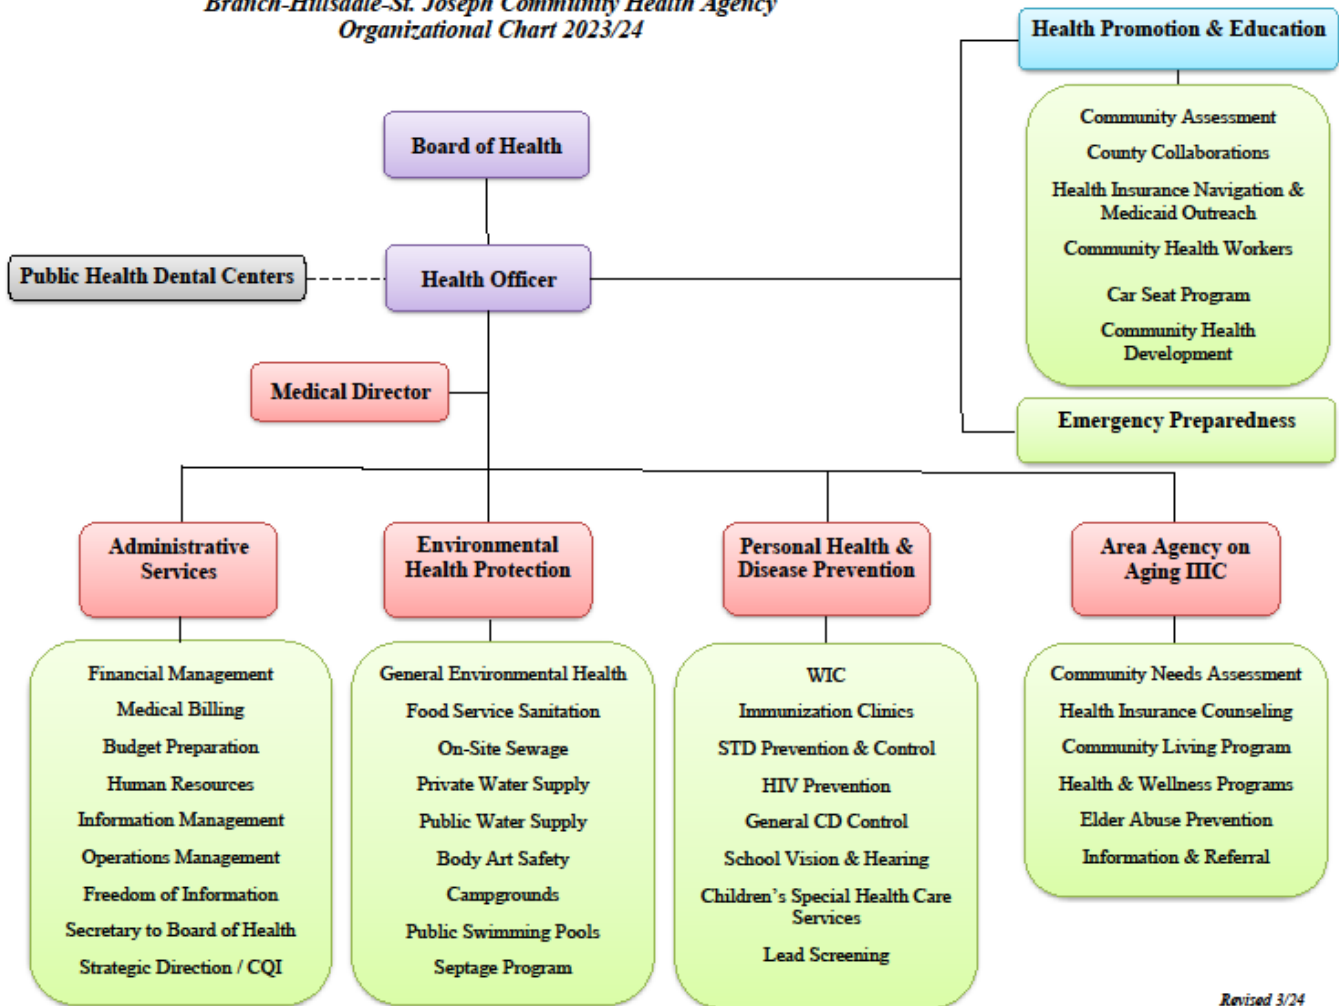 Branch-Hillsdale-St. Joseph Community Health Agency
Organizational Chart 2023/24
Health Promotion & Education
Community Assessment
County Collaborations
Health Insurance Navigation &
Medicaid Outreach
Community Health Workers
Car Seat Program
Community Health
Development
Board of Health
Public Health Dental Centers
Health Officer
Medical Director
Emergency Preparedness
Administrative
Services
Financial Management
Medical Billing
Budget Preparation
Human Resources
Information Management
Operations Management
Freedom of Information
Secretary to Board of Health
Strategic Direction / CQI
Environmental
Health Protection
General Environmental Health
Food Service Sanitation
On-Site Sewage
Private Water Supply
Public Water Supply
Body Art Safety
Campgrounds
Public Swimming Pools
Septage Program
Personal Health &
Disease Prevention
WIC
Immunization Clinics
STD Prevention & Control
HIV Prevention
General CD Control
School Vision & Hearing
Children's Special Health Care
Services
Lead Screening
Area Agency on
Aging IIIC
Community Needs Assessment
Health Insurance Counseling
Community Living Program
Health & Wellness Programs
Elder Abuse Prevention
Information & Referral
Revised 3/24